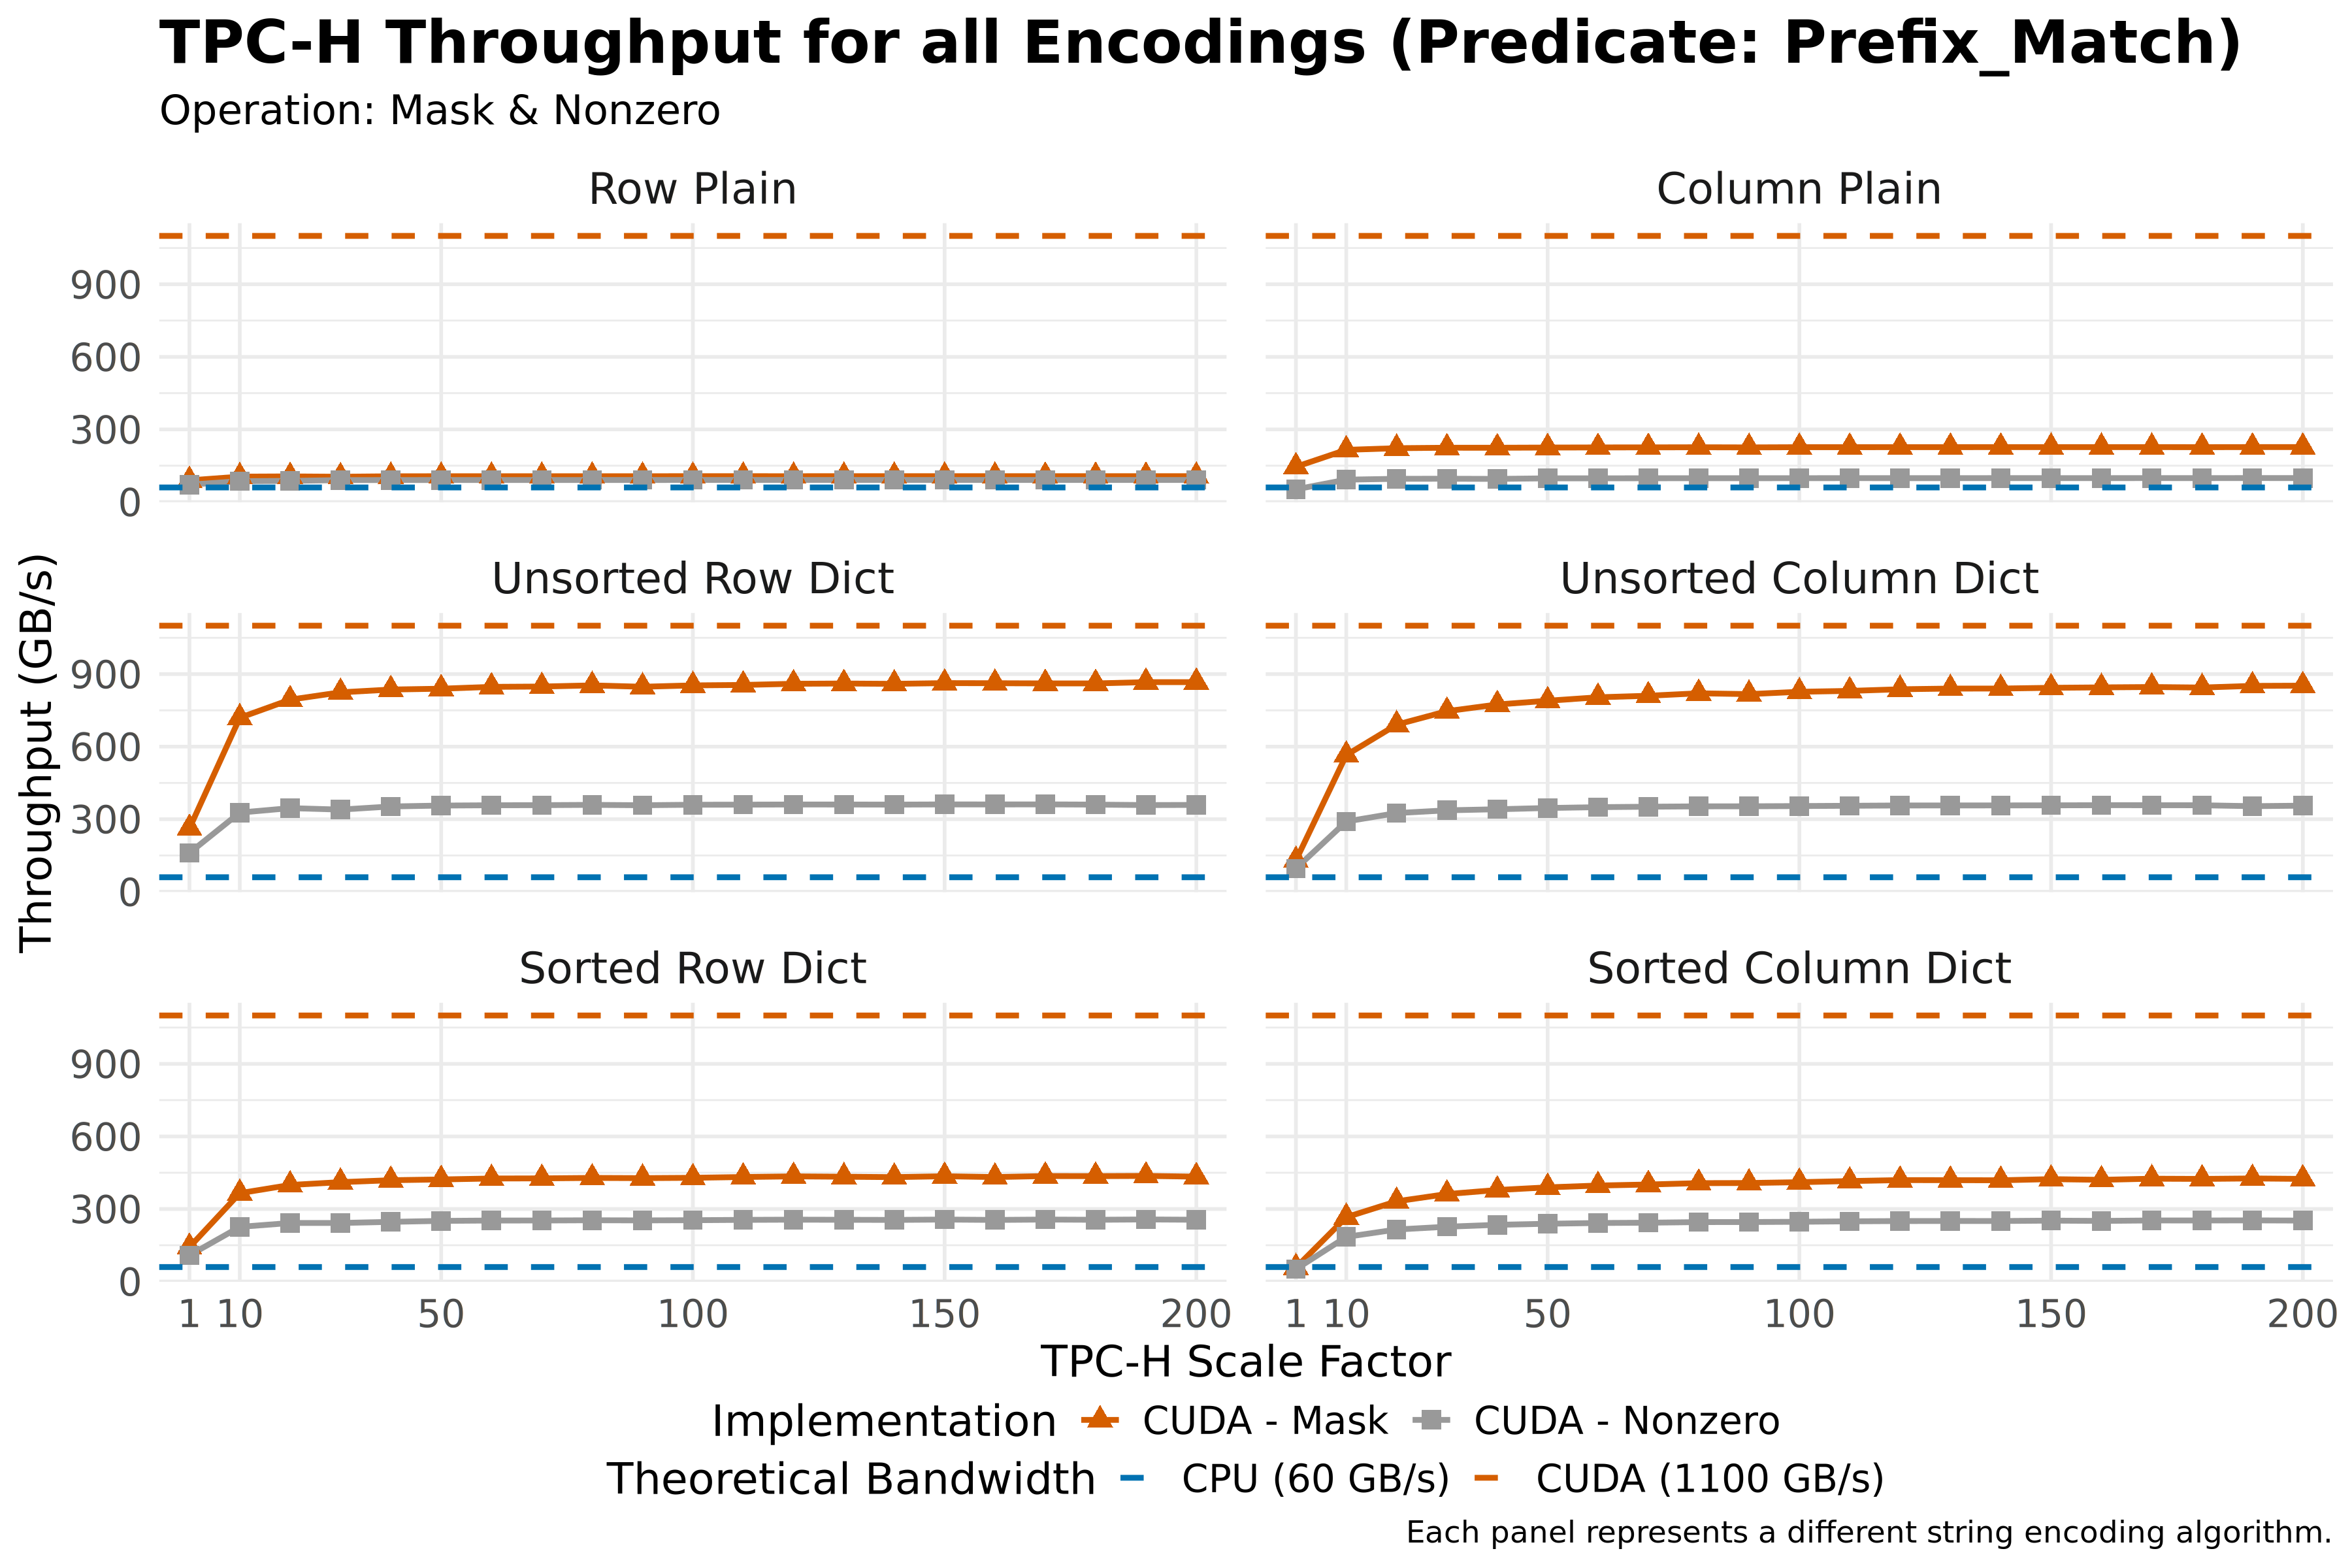 TPC-H Throughput for all Encodings (Predicate: Prefix_Match)
Operation: Mask & Nonzero
Row Plain
Column Plain
900
600
300
0
Unsorted Row Dict
Unsorted Column Dict
Throughput (GB/s)
900
600
300
0
Sorted Row Dict
Sorted Column Dict
900
600
300
0
1 10 50 100 150 200
1 10 50 100 150 200
TPC-H Scale Factor
Implementation CUDA - Mask CUDA - Nonzero
Theoretical Bandwidth CPU (60 GB/s) CUDA (1100 GB/s)
Each panel represents a different string encoding algorithm.